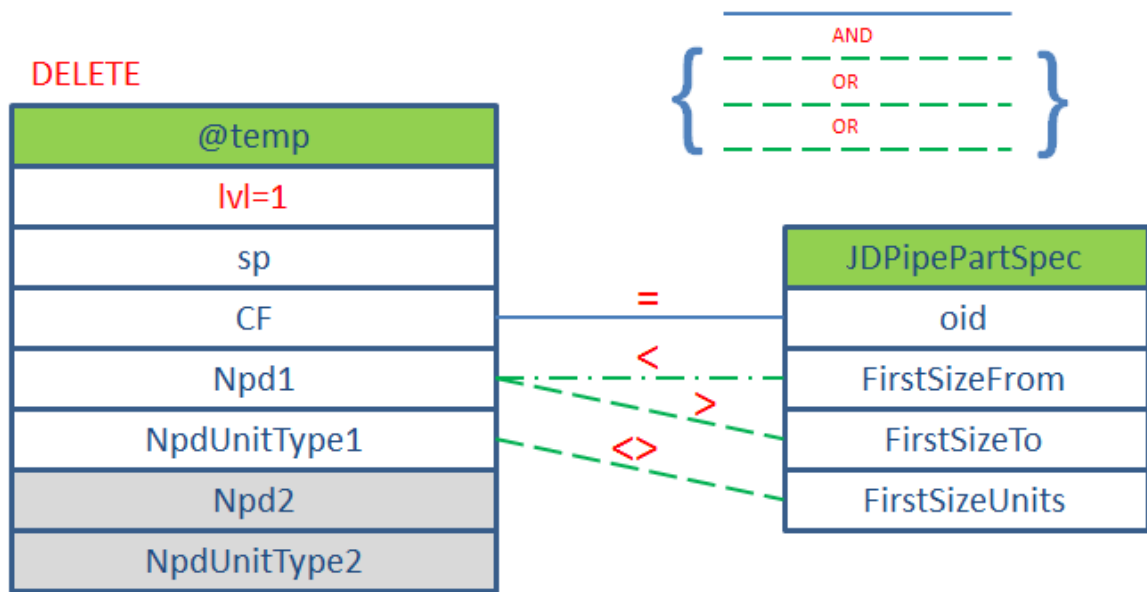 AND
OR
OR
{ }
DELETE
@temp
lvl=1
sp
CF
Npd1
NpdUnitType1
Npd2
NpdUnitType2
=
<
>
<>
JDPipePartSpec
oid
FirstSizeFrom
FirstSizeTo
FirstSizeUnits